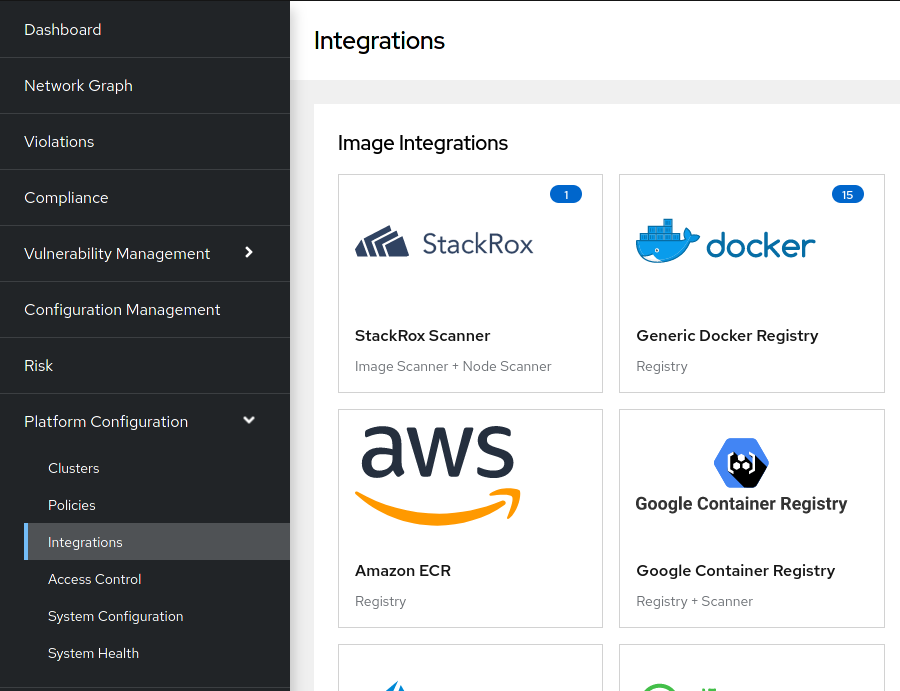 Dashboard
Network Graph
Violations
Compliance
Vulnerability Management
Configuration Management
Risk
Platform Configuration
Clusters
Policies
Integrations
Access Control
System Configuration
System Health
Integrations
Image Integrations
1
StackRox
StackRox Scanner
Image Scanner + Node Scanner
15
docker
Generic Docker Registry
Registry
aws
Amazon ECR
Registry
Google Container Registry
Google Container Registry
Registry + Scanner